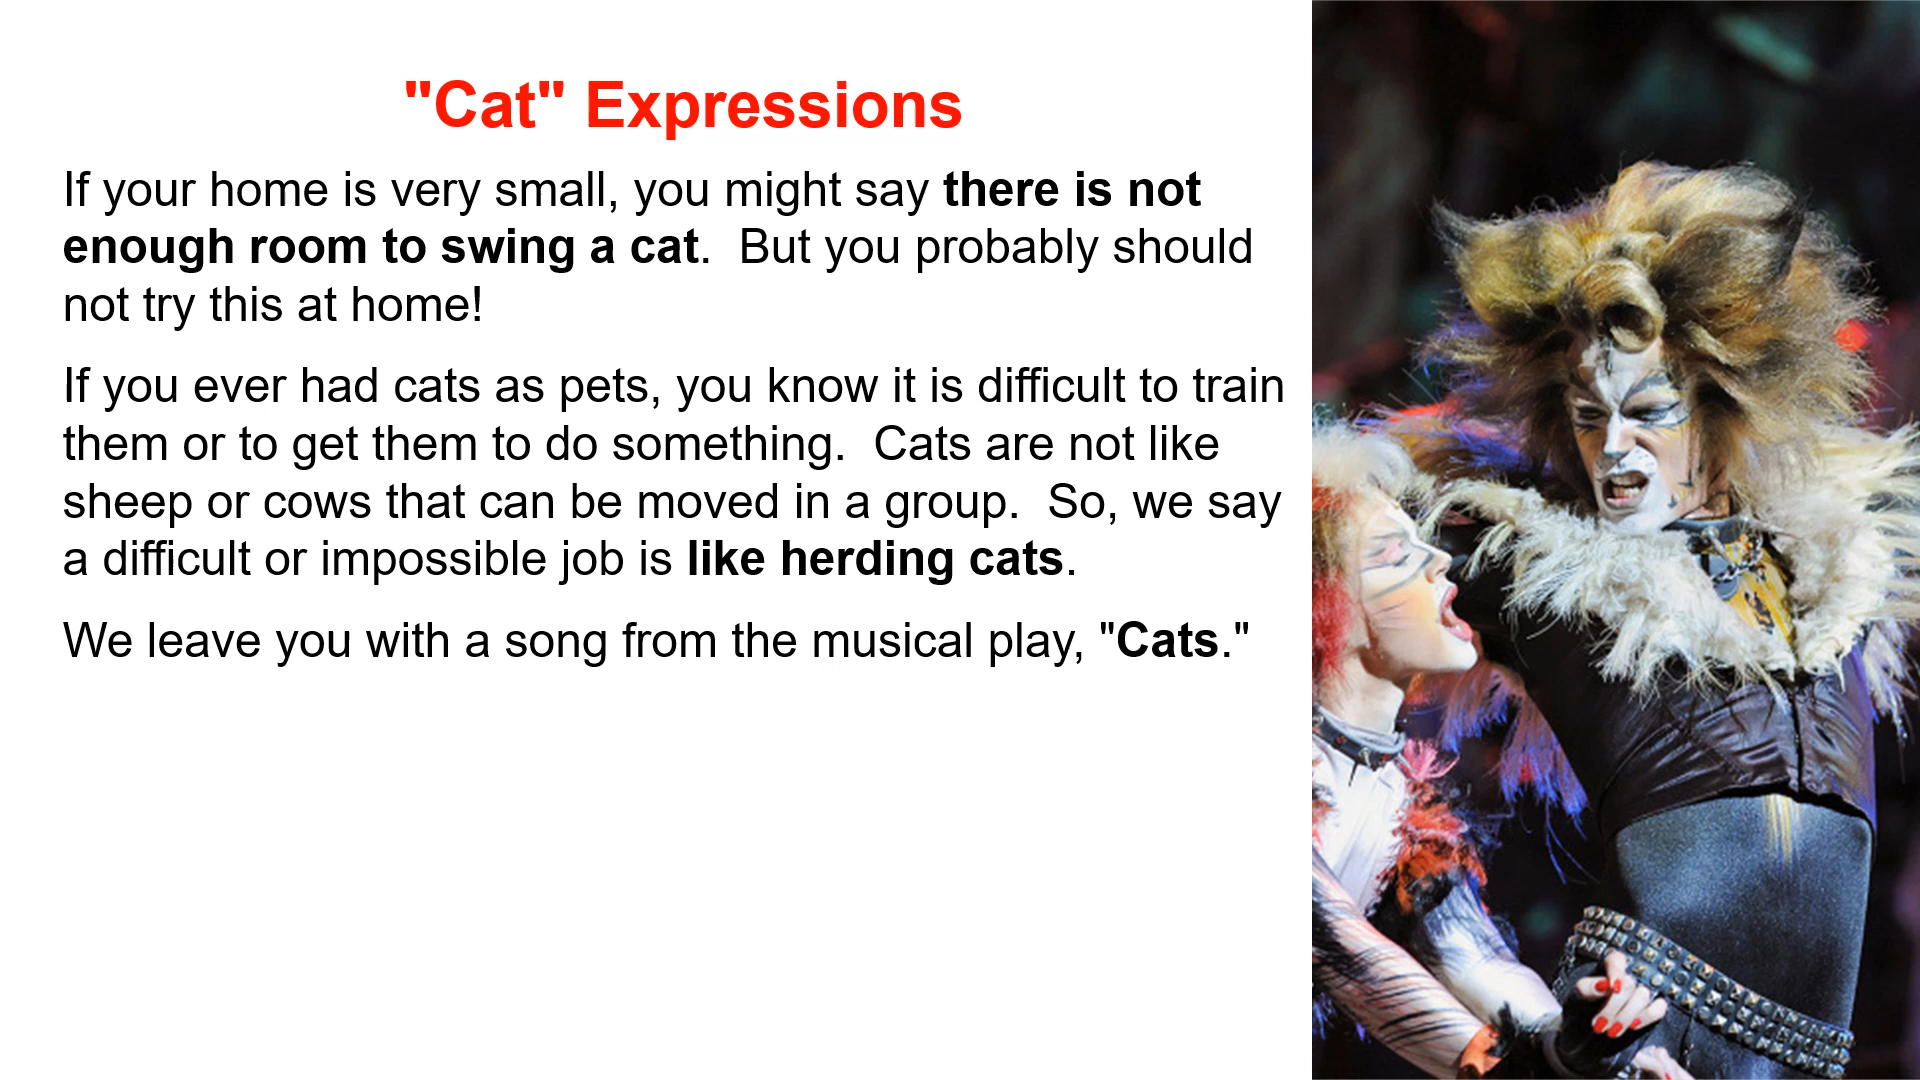 "Cat" Expressions
If your home is very small, you might say there is not
enough room to swing a cat.  But you probably should
not try this at home!
If you ever had cats as pets, you know it is difficult to train
them or to get them to do something.  Cats are not like
sheep or cows that can be moved in a group.  So, we say
a difficult or impossible job is like herding cats.
We leave you with a song from the musical play, "Cats."